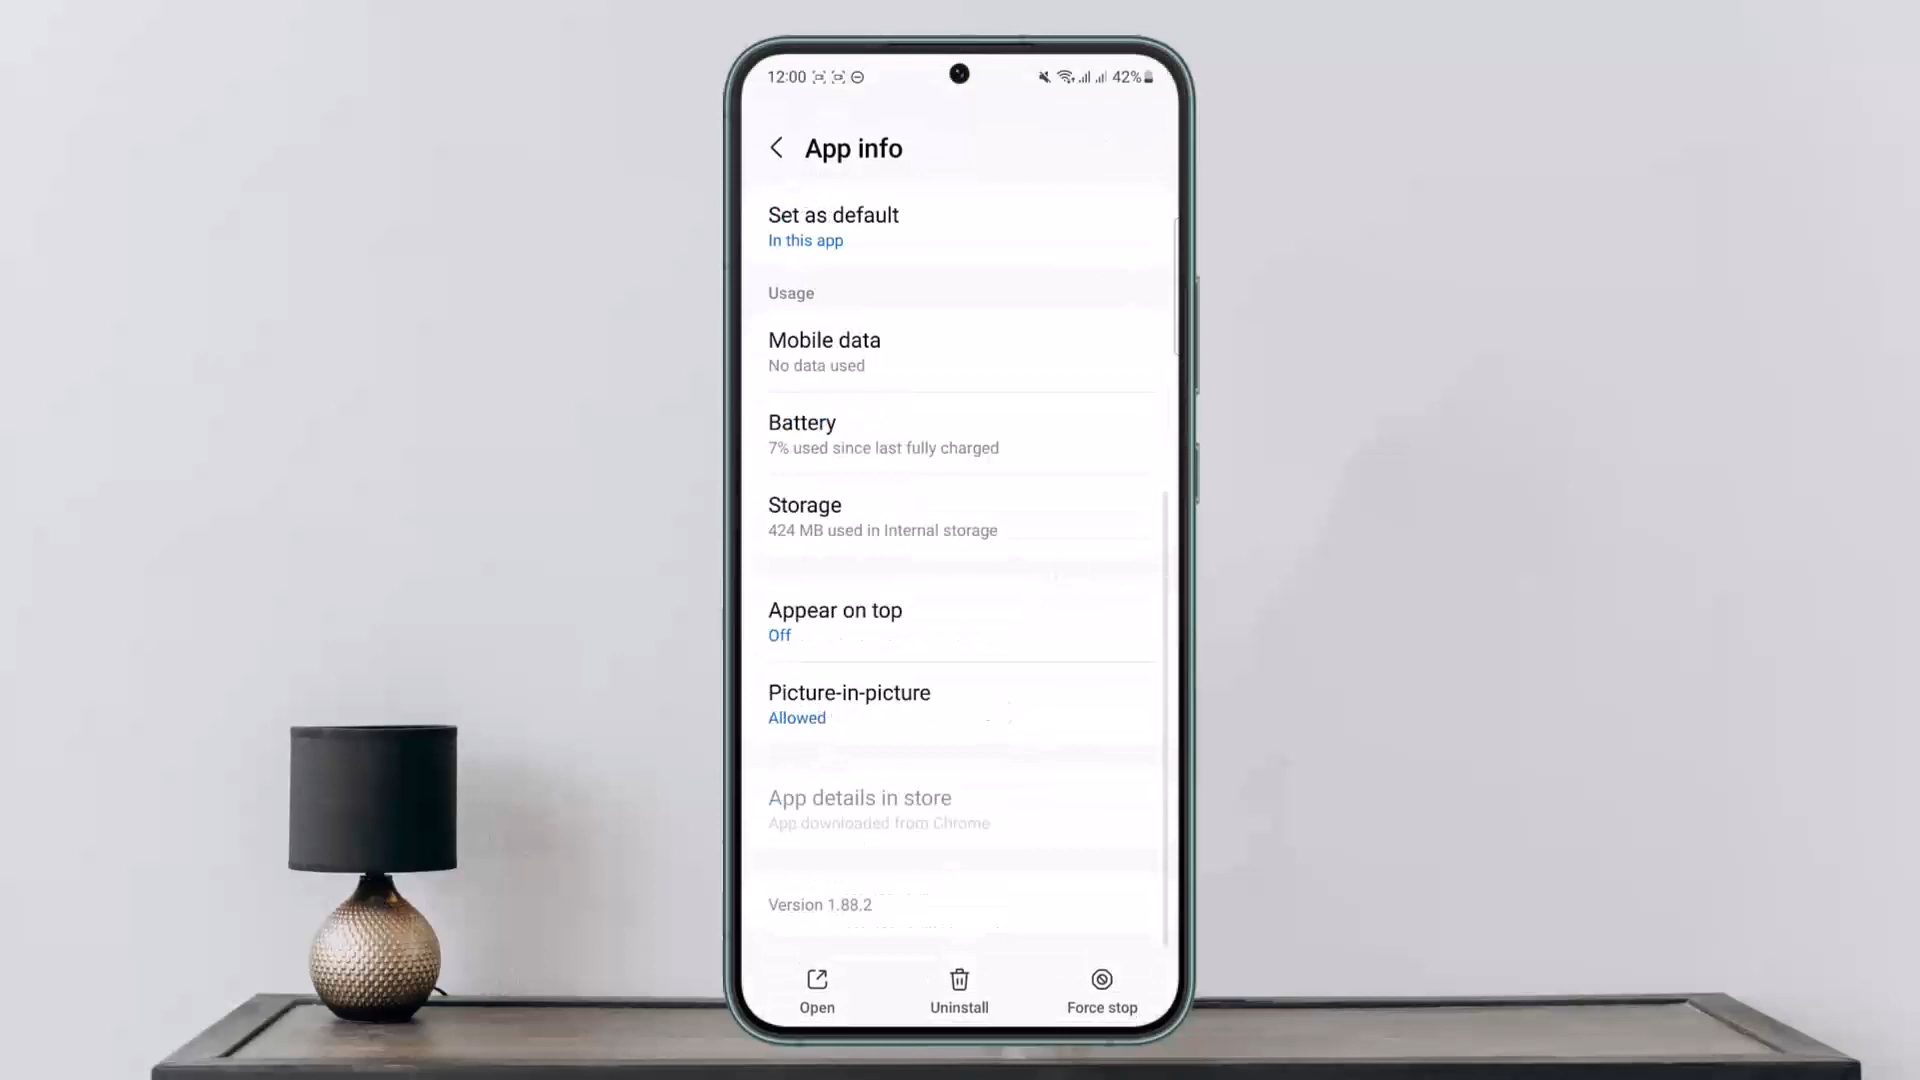 12:00
42%
App info
Set as default
In this app
Usage
Mobile data
No data used
Battery
7% used since last fully charged
Storage
424 MB used in Internal storage
Appear on top
Off
Picture-in-picture
Allowed
App details in store
App downloaded from Chrome
Version 1.88.2
Open
Uninstall
Force stop